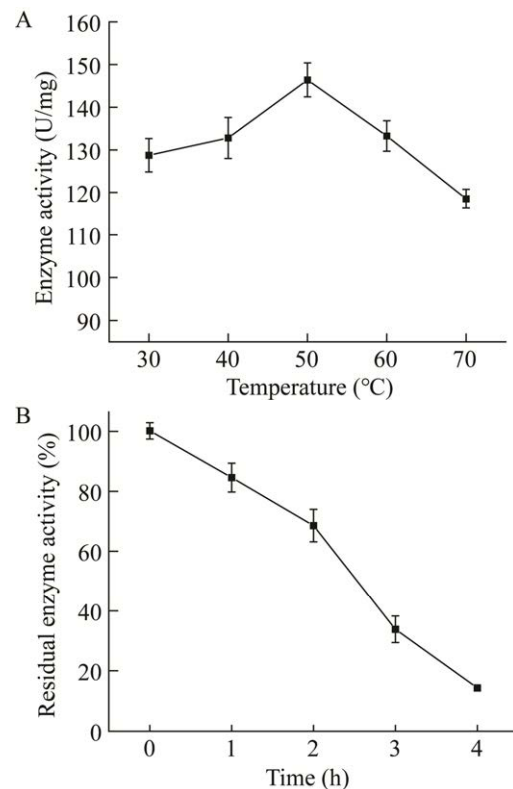 A
160
150
140
130
120
110
100
90
Enzyme activity (U/mg)
30 40 50 60 70
Temperature (℃)
B
100
80
60
40
20
0
Residual enzyme activity (%)
0 1 2 3 4
Time (h)